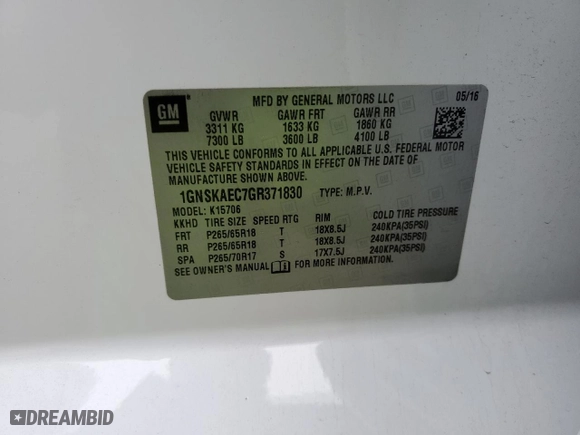 GM
MFD BY GENERAL MOTORS LLC 05/16
GVWR GAWR FRT GAWR RR
3311 KG 1633 KG 1860 KG
7300 LB 3600 LB 4100 LB
THIS VEHICLE CONFORMS TO ALL APPLICABLE U.S. FEDERAL MOTOR
VEHICLE SAFETY STANDARDS IN EFFECT ON THE DATE OF
MANUFACTURE SHOWN ABOVE.
1GNSKAEC7GR371830 TYPE: M.P.V.
MODEL: K15706
KKHD TIRE SIZE SPEED RTG RIM COLD TIRE PRESSURE
FRT P265/65R18 T 18X8.5J 240KPA(35PSI)
RR P265/65R18 T 18X8.5J 240KPA(35PSI)
SPA P265/70R17 S 17X7.5J 240KPA(35PSI)
SEE OWNER'S MANUAL FOR MORE INFORMATION
DREAMBID